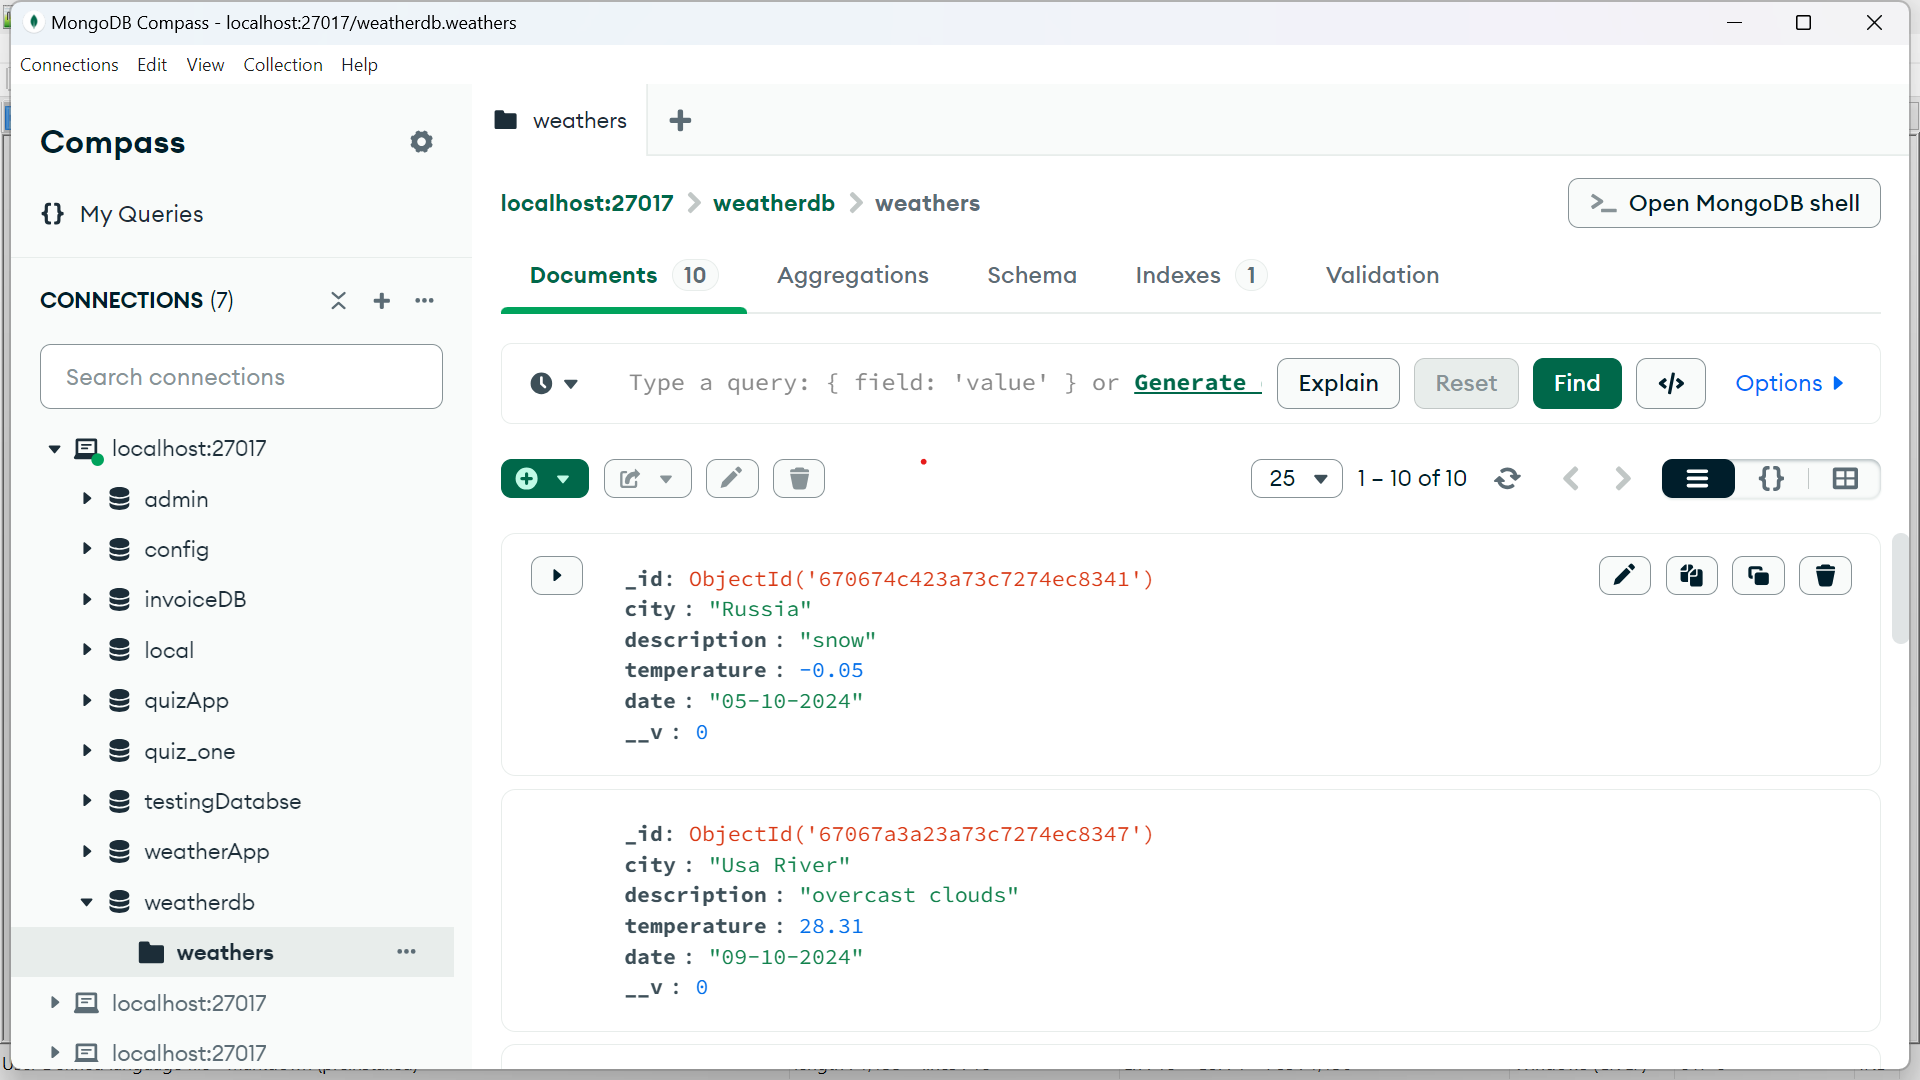 MongoDB Compass - localhost:27017/weatherdb.weathers
Connections Edit View Collection Help
Compass
My Queries
CONNECTIONS (7)
Search connections
localhost:27017
admin
config
invoiceDB
local
quizApp
quiz_one
testingDatabse
weatherApp
weatherdb
weathers
localhost:27017
localhost:27017
weathers
localhost:27017 > weatherdb > weathers
>_ Open MongoDB shell
Documents 10 Aggregations Schema Indexes 1 Validation
Type a query: { field: 'value' } or Generate
Explain Reset Find </> Options
25 1 – 10 of 10 {}
_id: ObjectId('670674c423a73c7274ec8341')
city : "Russia"
description : "snow"
temperature : -0.05
date : "05-10-2024"
__v : 0
_id: ObjectId('67067a3a23a73c7274ec8347')
city : "Usa River"
description : "overcast clouds"
temperature : 28.31
date : "09-10-2024"
__v : 0